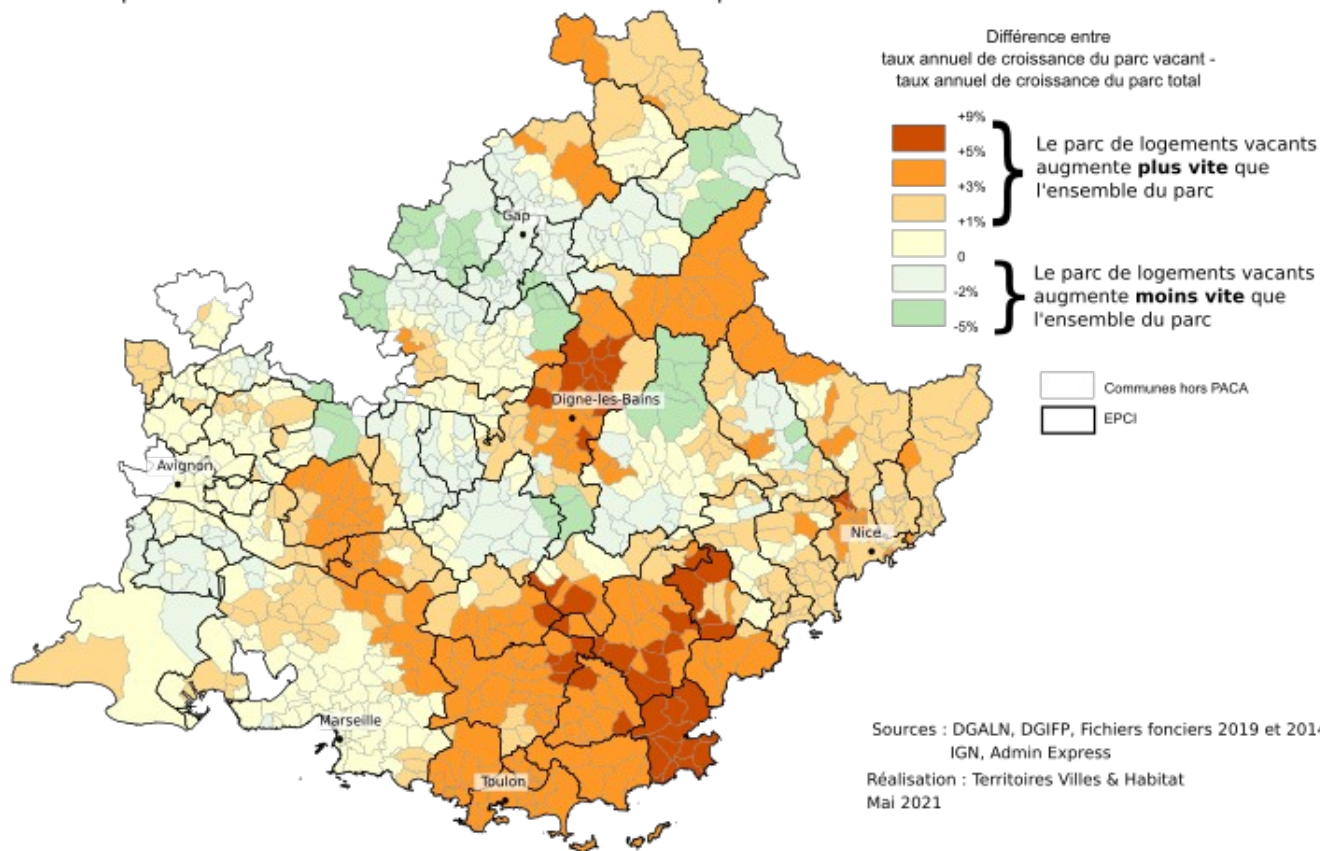 Différence entre
taux annuel de croissance du parc vacant -
taux annuel de croissance du parc total
+9%
+5%
+3%
+1%
0
-2%
-5%
Le parc de logements vacants
augmente plus vite que
l'ensemble du parc
Le parc de logements vacants
augmente moins vite que
l'ensemble du parc
Communes hors PACA
EPCI
Gap
Digne-les-Bains
Avignon
Nice
Marseille
Toulon
Sources : DGALN, DGIFP, Fichiers fonciers 2019 et 2014
IGN, Admin Express
Réalisation : Territoires Villes & Habitat
Mai 2021